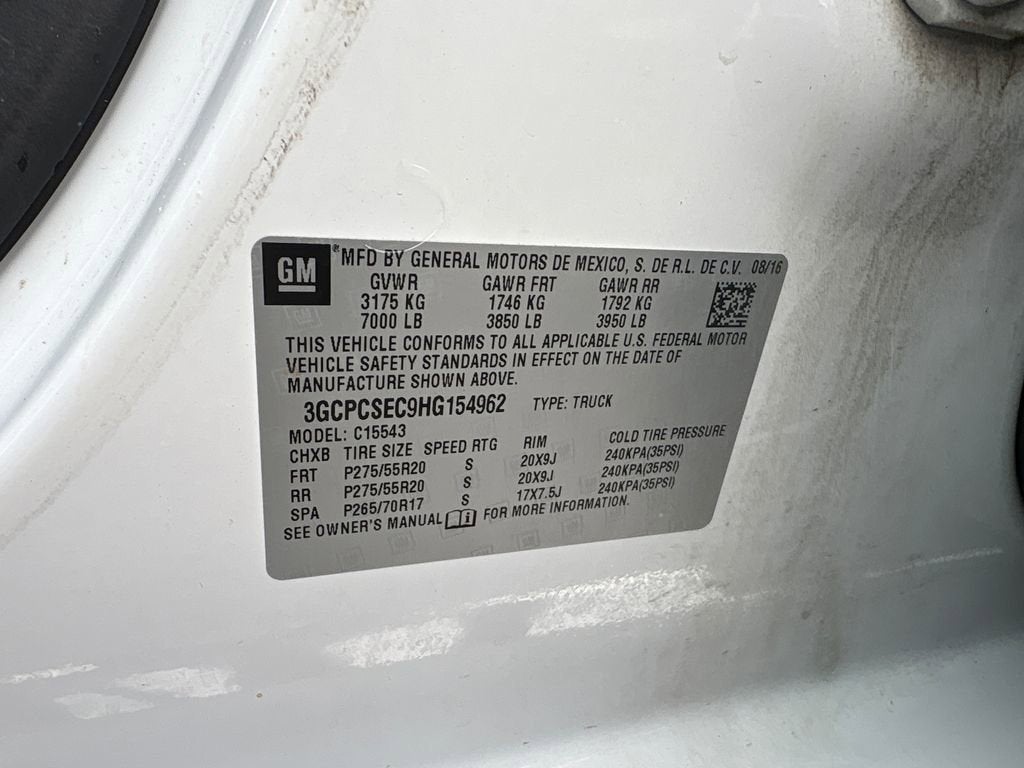 GM
®MFD BY GENERAL MOTORS DE MEXICO, S. DE R.L. DE C.V. 08/16
GVWR GAWR FRT GAWR RR
3175 KG 1746 KG 1792 KG
7000 LB 3850 LB 3950 LB
THIS VEHICLE CONFORMS TO ALL APPLICABLE U.S. FEDERAL MOTOR
VEHICLE SAFETY STANDARDS IN EFFECT ON THE DATE OF
MANUFACTURE SHOWN ABOVE.
3GCPCSEC9HG154962 TYPE: TRUCK
MODEL: C15543
CHXB TIRE SIZE SPEED RTG RIM COLD TIRE PRESSURE
FRT P275/55R20 S 20X9J 240KPA(35PSI)
RR P275/55R20 S 20X9J 240KPA(35PSI)
SPA P265/70R17 S 17X7.5J 240KPA(35PSI)
SEE OWNER'S MANUAL FOR MORE INFORMATION.